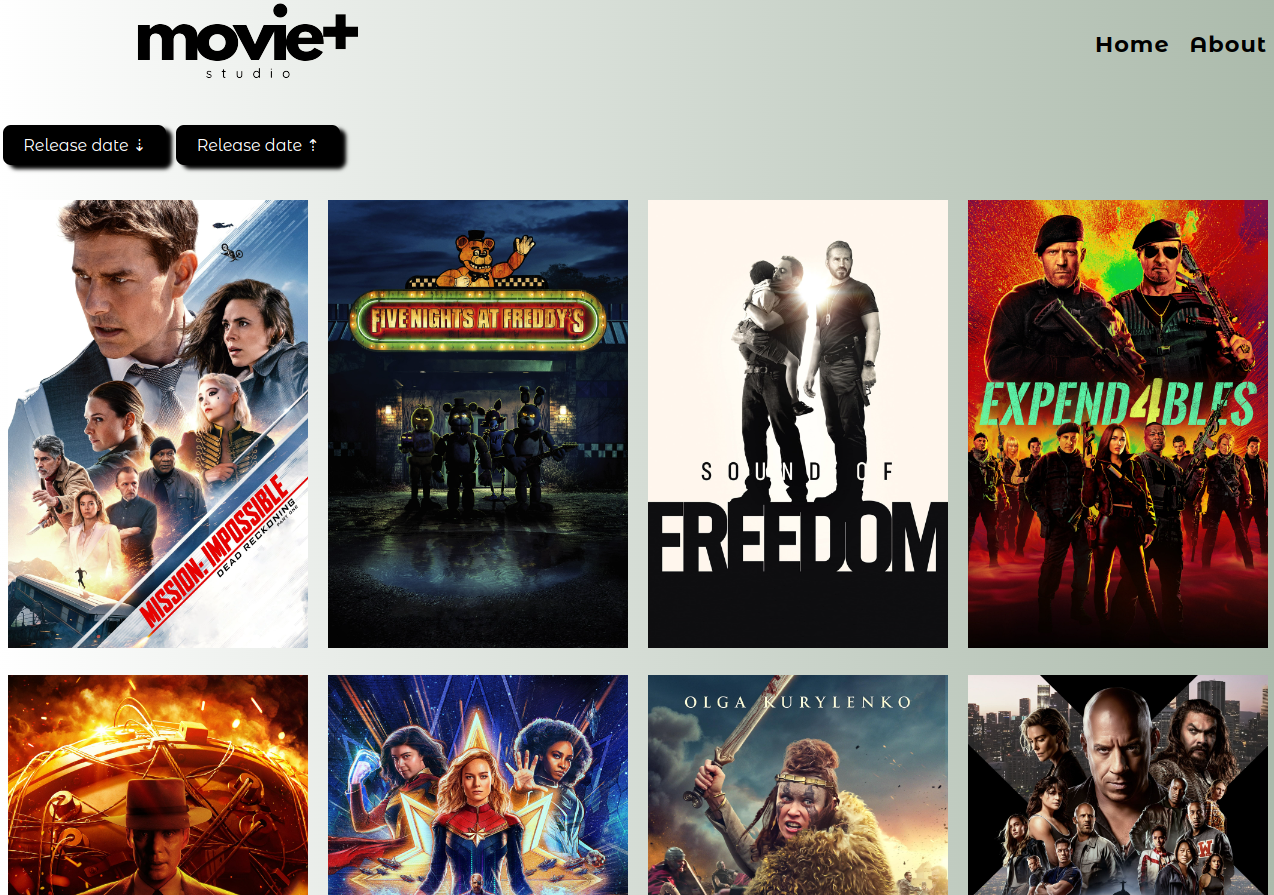 movie+
studio
Home About
Release date ⇣ Release date ⇡
MISSION: IMPOSSIBLE
DEAD RECKONING
PART ONE
FIVE NIGHTS AT FREDDY'S
SOUND OF
FREEDOM
EXPEND4BLES
OLGA KURYLENKO